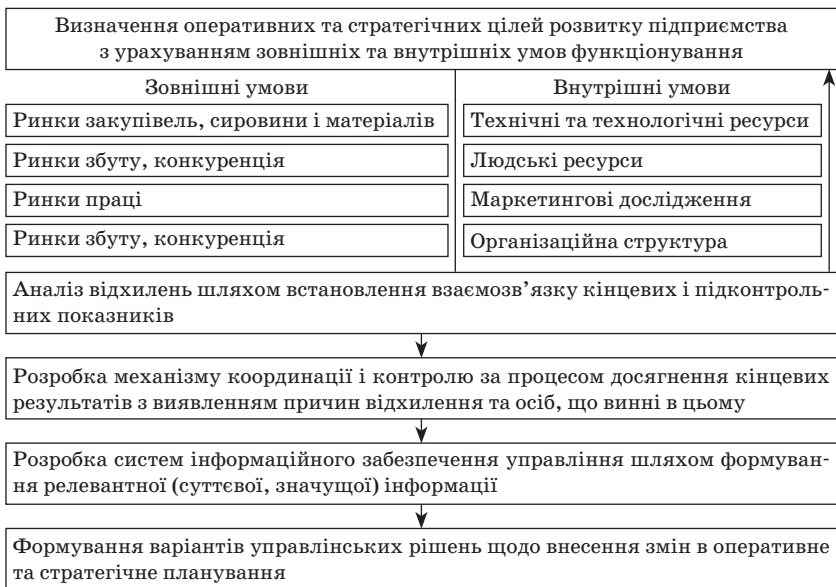 Визначення оперативних та стратегічних цілей розвитку підприємства
з урахуванням зовнішніх та внутрішніх умов функціонування
Зовнішні умови
Ринки закупівель, сировини і матеріалів
Ринки збуту, конкуренція
Ринки праці
Ринки збуту, конкуренція
Внутрішні умови
Технічні та технологічні ресурси
Людські ресурси
Маркетингові дослідження
Організаційна структура
Аналіз відхилень шляхом встановлення взаємозв’язку кінцевих і підконтроль-
них показників
Розробка механізму координації і контролю за процесом досягнення кінцевих
результатів з виявленням причин відхилення та осіб, що винні в цьому
Розробка систем інформаційного забезпечення управління шляхом формуван-
ня релевантної (суттєвої, значущої) інформації
Формування варіантів управлінських рішень щодо внесення змін в оперативне
та стратегічне планування